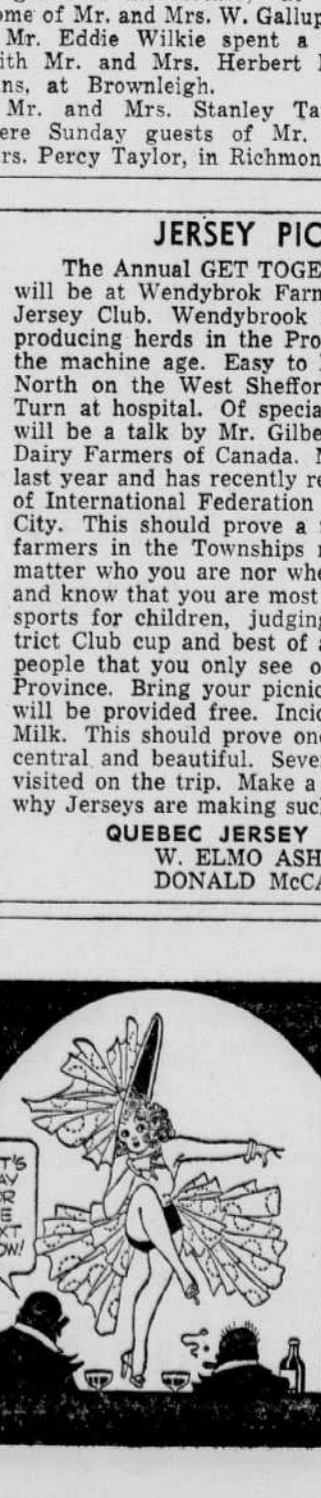 ome of Mr. and Mrs. W. Gallup
Mr. Eddie Wilkie spent a
ith Mr. and Mrs. Herbert
ns, at Brownleigh.
Mr. and Mrs. Stanley Ta
ere Sunday guests of Mr.
rs. Percy Taylor, in Richmon
JERSEY PIC
The Annual GET TOGE
will be at Wendybrok Farm
Jersey Club. Wendybrook
producing herds in the Pro
the machine age. Easy to
North on the West Sheffor
Turn at hospital. Of specia
will be a talk by Mr. Gilbe
Dairy Farmers of Canada. M
last year and has recently re
of International Federation
City. This should prove a
farmers in the Townships
matter who you are nor whe
and know that you are most
sports for children, judging
trict Club cup and best of a
people that you only see o
Province. Bring your picnic
will be provided free. Incid
Milk. This should prove one
central and beautiful. Seve
visited on the trip. Make a
why Jerseys are making suc
QUEBEC JERSEY
W. ELMO ASH
DONALD McCA
T'S
AY
OR
E
XT
OW!